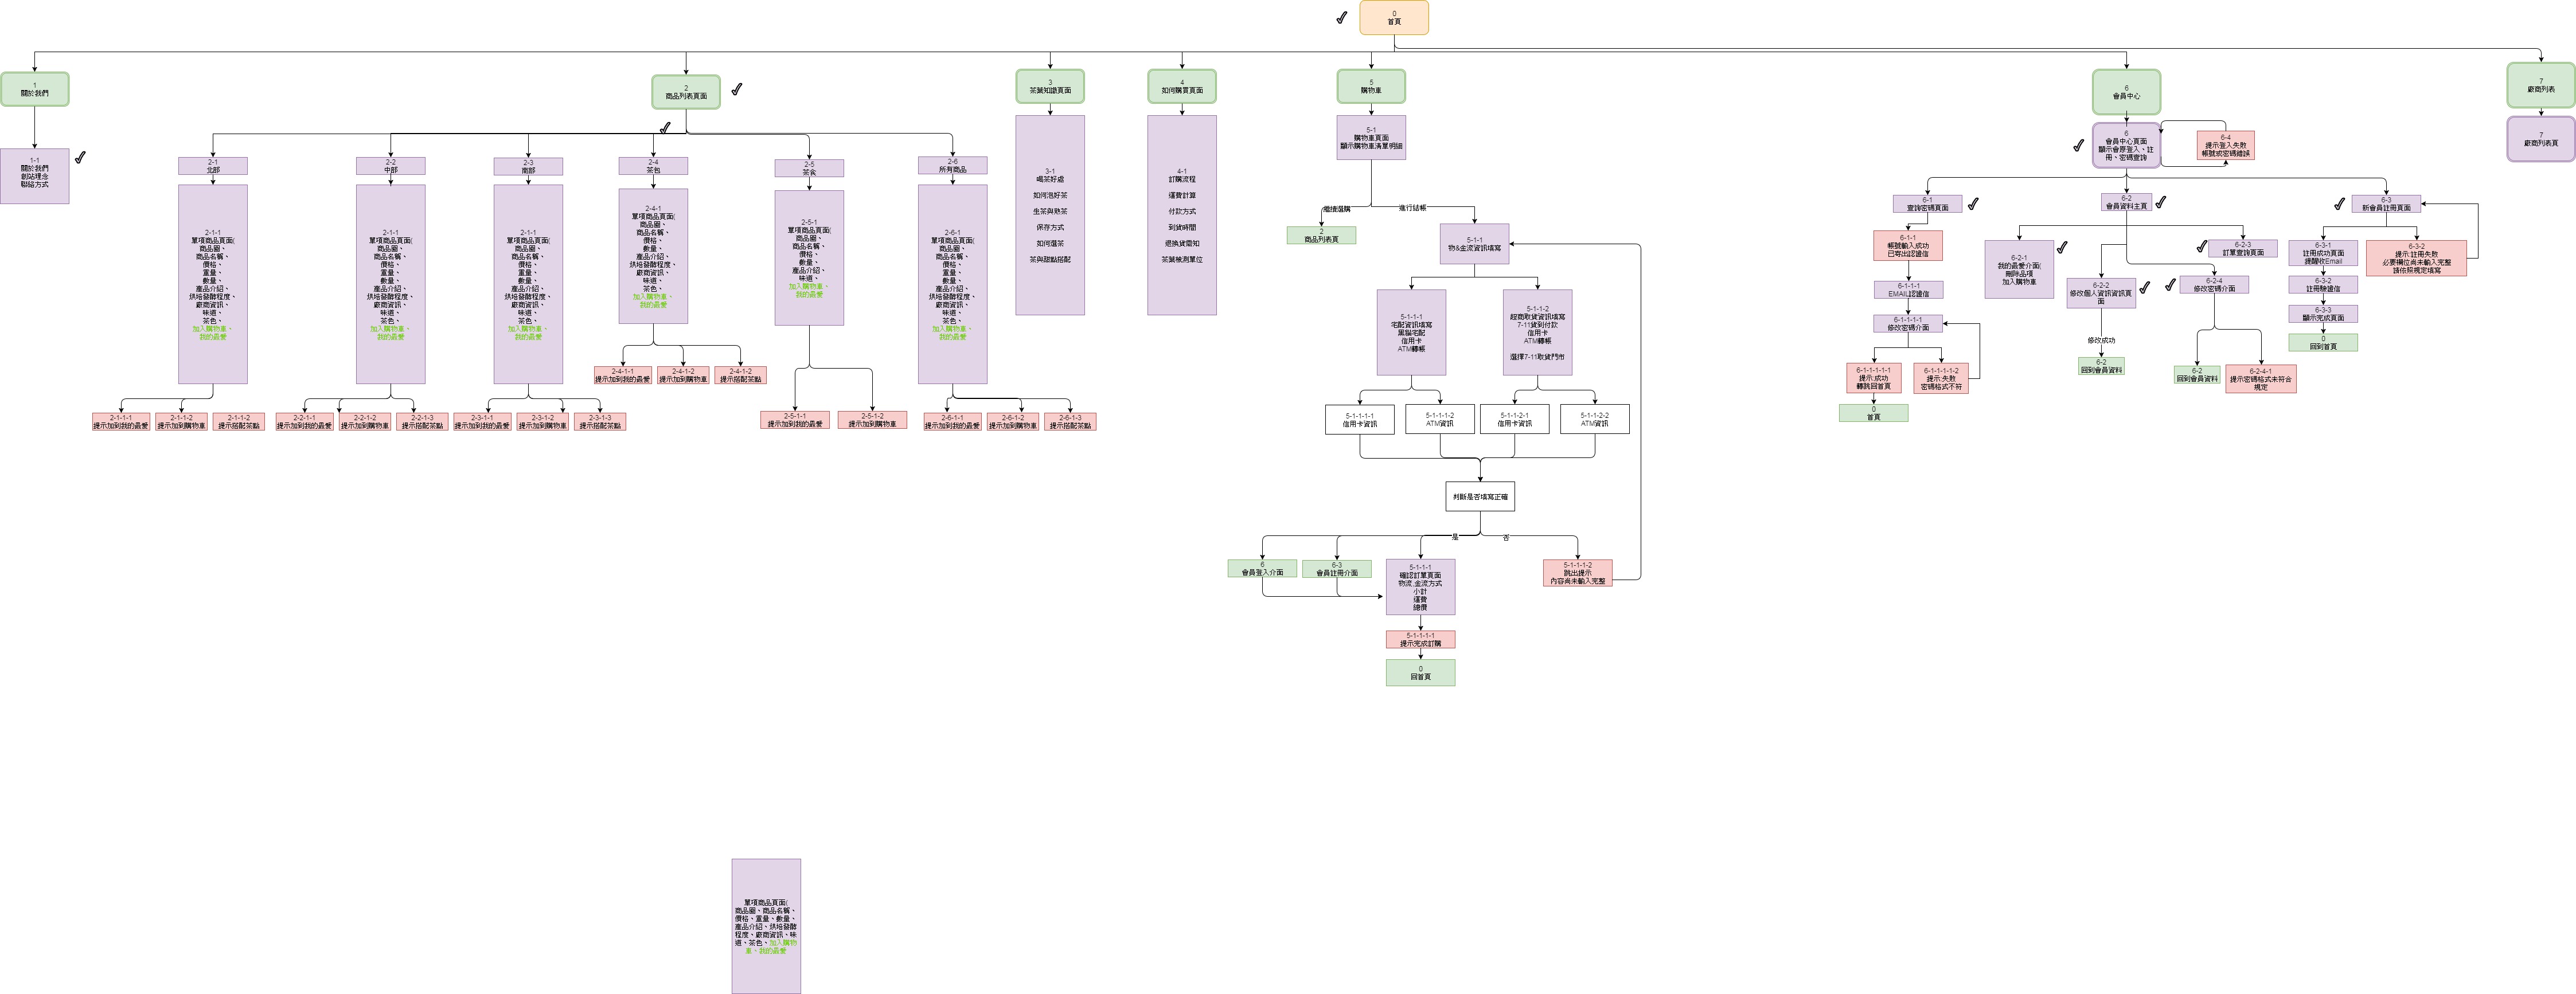 0
首頁
1
關於我們
2
商品列表頁面
3
茶葉知識頁面
4
如何購買頁面
5
購物車
6
會員中心
7
廠商列表
1-1
關於我們
創站理念
聯絡方式
2-1
北部
2-2
中部
2-3
南部
2-4
茶包
2-5
茶食
2-6
所有商品
2-1-1
單項商品頁面(
商品圖、
商品名稱、
價格、
重量、
數量、
產品介紹、
烘培發酵程度、
廠商資訊、
味道、
茶色、
加入購物車、
我的最愛
2-1-1
單項商品頁面(
商品圖、
商品名稱、
價格、
重量、
數量、
產品介紹、
烘培發酵程度、
廠商資訊、
味道、
茶色、
加入購物車、
我的最愛
2-1-1
單項商品頁面(
商品圖、
商品名稱、
價格、
重量、
數量、
產品介紹、
烘培發酵程度、
廠商資訊、
味道、
茶色、
加入購物車、
我的最愛
2-4-1
單項商品頁面(
商品圖、
商品名稱、
價格、
數量、
產品介紹、
烘培發酵程度、
廠商資訊、
味道、
茶色、
加入購物車、
我的最愛
2-5-1
單項商品頁面(
商品圖、
商品名稱、
價格、
數量、
產品介紹、
味道、
加入購物車、
我的最愛
2-6-1
單項商品頁面(
商品圖、
商品名稱、
價格、
重量、
數量、
產品介紹、
烘培發酵程度、
廠商資訊、
味道、
茶色、
加入購物車、
我的最愛
2-1-1-1
提示加到我的最愛
2-1-1-2
提示加到購物車
2-1-1-2
提示搭配茶點
2-2-1-1
提示加到我的最愛
2-2-1-2
提示加到購物車
2-2-1-3
提示搭配茶點
2-3-1-1
提示加到我的最愛
2-3-1-2
提示加到購物車
2-3-1-3
提示搭配茶點
2-4-1-1
提示加到我的最愛
2-4-1-2
提示加到購物車
2-4-1-2
提示搭配茶點
2-5-1-1
提示加到我的最愛
2-5-1-2
提示加到購物車
2-6-1-1
提示加到我的最愛
2-6-1-2
提示加到購物車
2-6-1-3
提示搭配茶點
3-1
喝茶好處
如何泡好茶
生茶與熟茶
保存方式
如何選茶
茶與甜點搭配
4-1
訂購流程
運費計算
付款方式
到貨時間
退換貨需知
茶葉檢測單位
5-1
購物車頁面
顯示購物車清單明細
繼續選購
進行結帳
2
商品列表頁
5-1-1
物&金流資訊填寫
5-1-1-1
宅配資訊填寫
黑貓宅配
信用卡
ATM轉帳
5-1-1-2
超商取貨資訊填寫
7-11貨到付款
信用卡
ATM轉帳
選擇7-11取貨門市
5-1-1-1-1
信用卡資訊
5-1-1-1-2
ATM資訊
5-1-1-2-1
信用卡資訊
5-1-1-2-2
ATM資訊
判斷是否填寫正確
是
否
6
會員登入介面
6-3
會員註冊介面
5-1-1-1
確認訂單頁面
物流,金流方式
小計
運費
總價
5-1-1-1-2
跳出提示
內容尚未輸入完整
5-1-1-1-1
提示完成訂購
0
回首頁
6
會員中心頁面
顯示會原登入、註
冊、密碼查詢
6-4
提示登入失敗
帳號或密碼錯誤
6-1
查詢密碼頁面
6-1-1
帳號輸入成功
已寄出認證信
6-1-1-1
EMAIL認證信
6-1-1-1-1
修改密碼介面
6-1-1-1-1-1
提示:成功
轉跳回首頁
6-1-1-1-1-2
提示:失敗
密碼格式不符
0
首頁
6-2
會員資料主頁
6-2-1
我的最愛介面(
刪除品項
加入購物車
6-2-2
修改個人資訊資訊頁
面
修改成功
6-2
回到會員資料
6-2-3
訂單查詢頁面
6-2-4
修改密碼介面
6-2
回到會員資料
6-2-4-1
提示密碼格式未符合
規定
6-3
新會員註冊頁面
6-3-1
註冊成功頁面
提醒收Email
6-3-2
註冊驗證信
6-3-3
顯示完成頁面
0
回到首頁
6-3-2
提示:註冊失敗
必要欄位尚未輸入完整
請依照規定填寫
7
廠商列表頁
單項商品頁面(
商品圖、商品名稱、
價格、重量、數量、
產品介紹、烘培發酵
程度、廠商資訊、味
道、茶色、加入購物
車、我的最愛